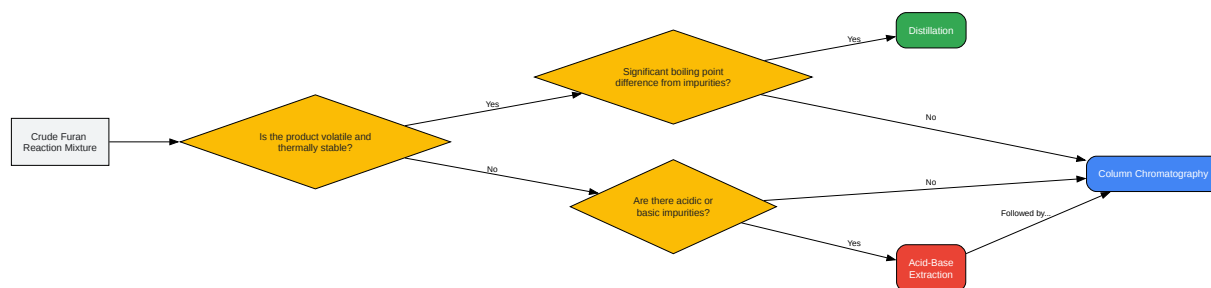 Crude Furan
Reaction Mixture
Is the product volatile and
thermally stable?
Yes
No
Significant boiling point
difference from impurities?
Yes
No
Distillation
Are there acidic or
basic impurities?
No
Yes
Acid-Base
Extraction
Followed by...
Column Chromatography